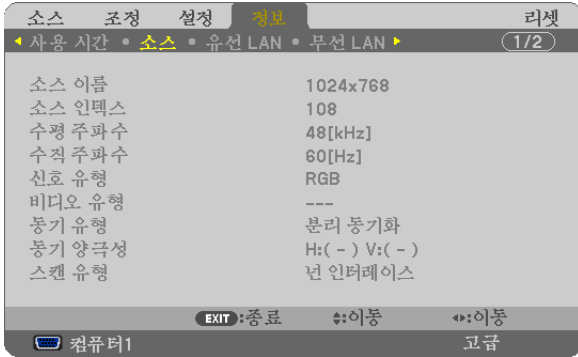 소스 조정 설정 정보 리셋
사용 시간 • 소스 • 유선 LAN • 무선 LAN 1/2
소스 이름 1024x768
소스 인덱스 108
수평 주파수 48[kHz]
수직 주파수 60[Hz]
신호 유형 RGB
비디오 유형 ---
동기 유형 분리 동기화
동기 양극성 H:( - ) V:( - )
스캔 유형 넌 인터레이스
EXIT :종료 :이동 :이동
컴퓨터1 고급